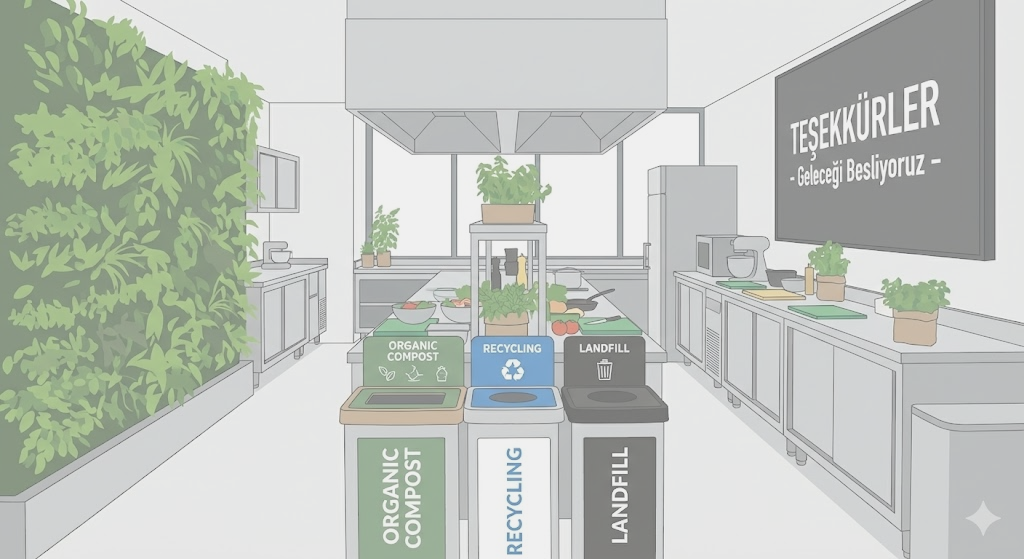 TEŞEKKÜRLER
- Geleceği Besliyoruz -
ORGANIC
COMPOST
RECYCLING
LANDFILL
ORGANIC
COMPOST
RECYCLING
LANDFILL